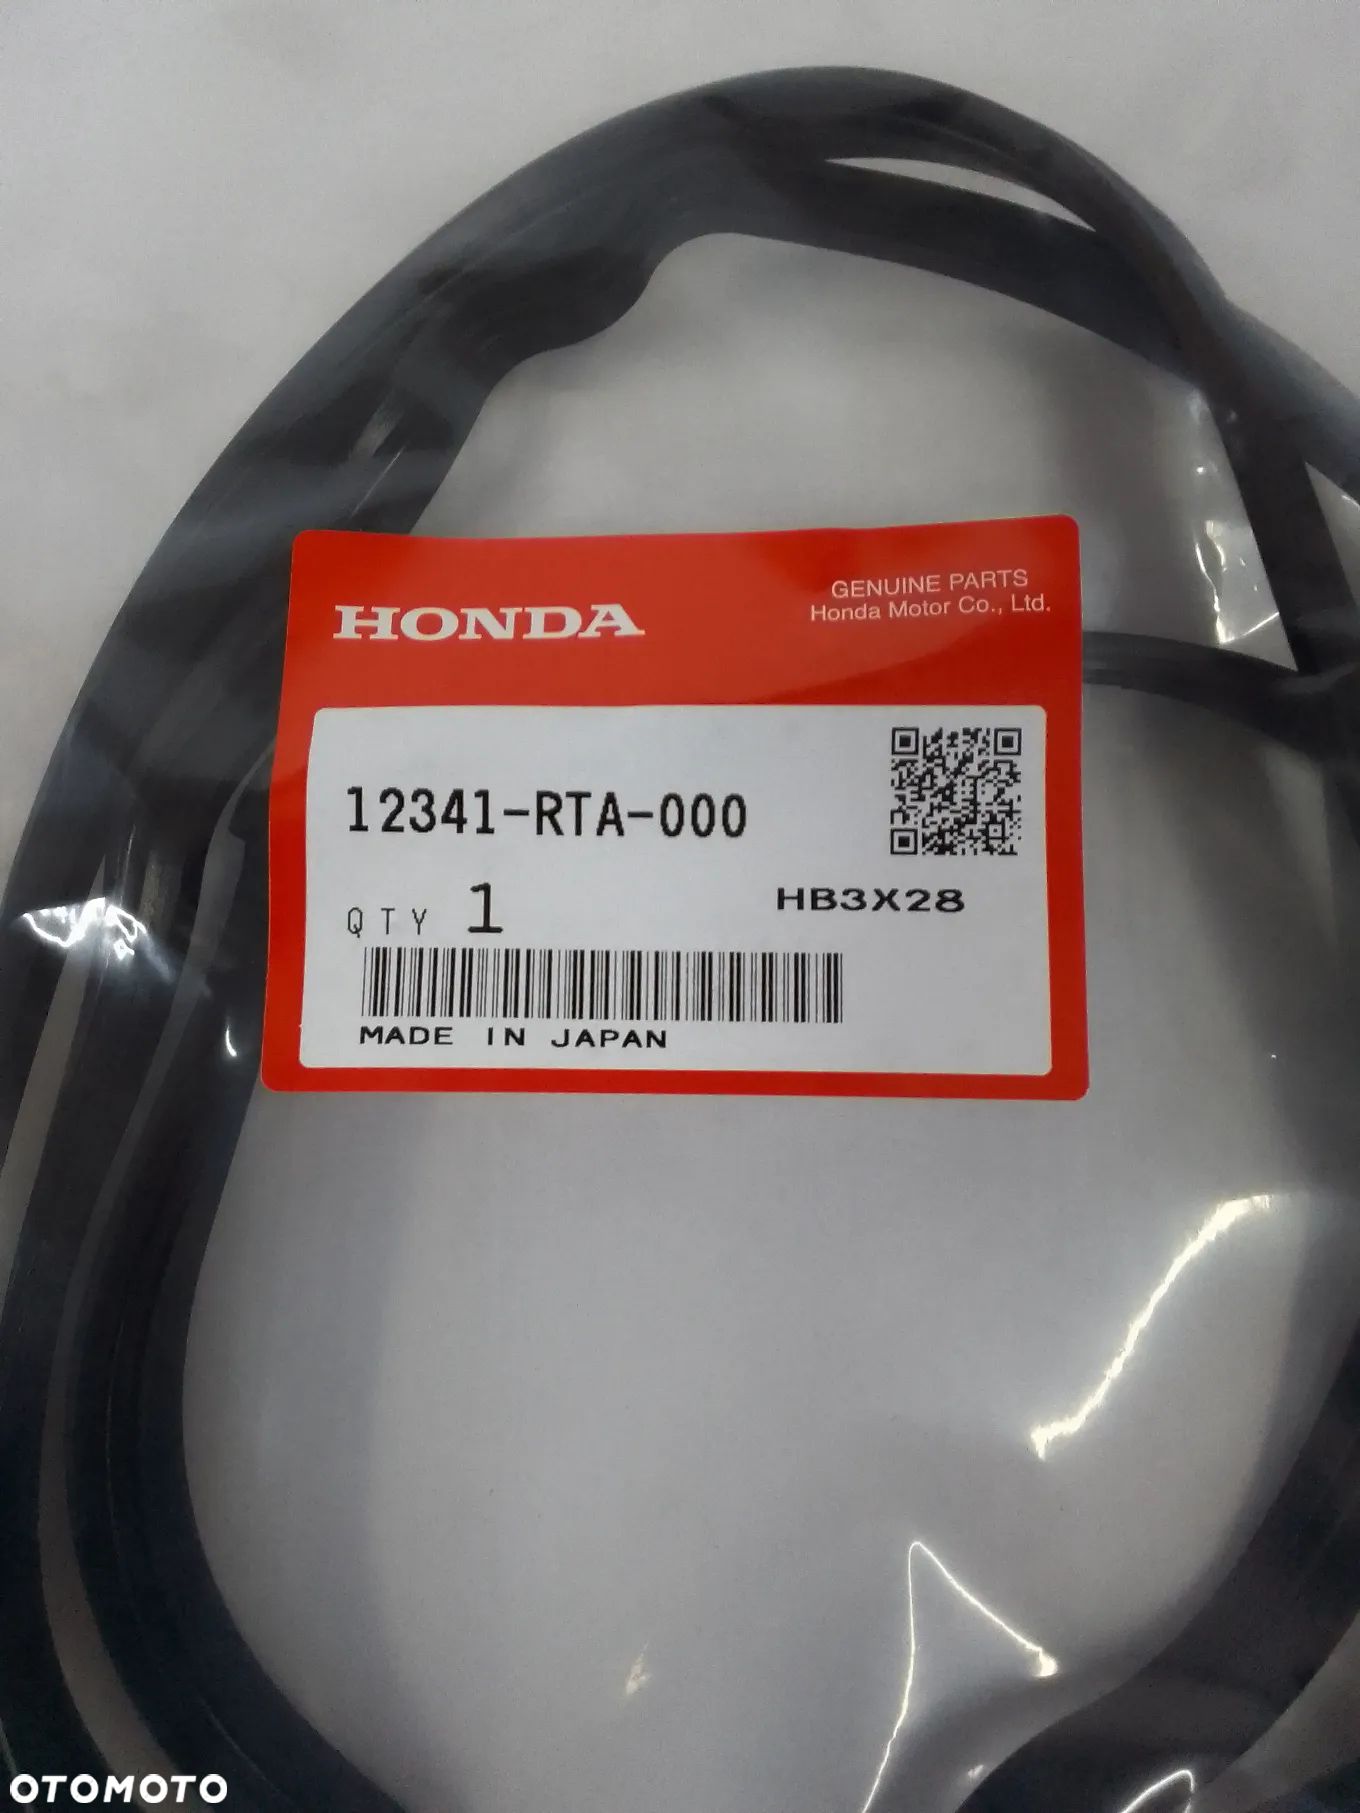 HONDA
GENUINE PARTS
Honda Motor Co., Ltd.
12341-RTA-000
QTY 1
HB3X28
MADE IN JAPAN
OTOMOTO